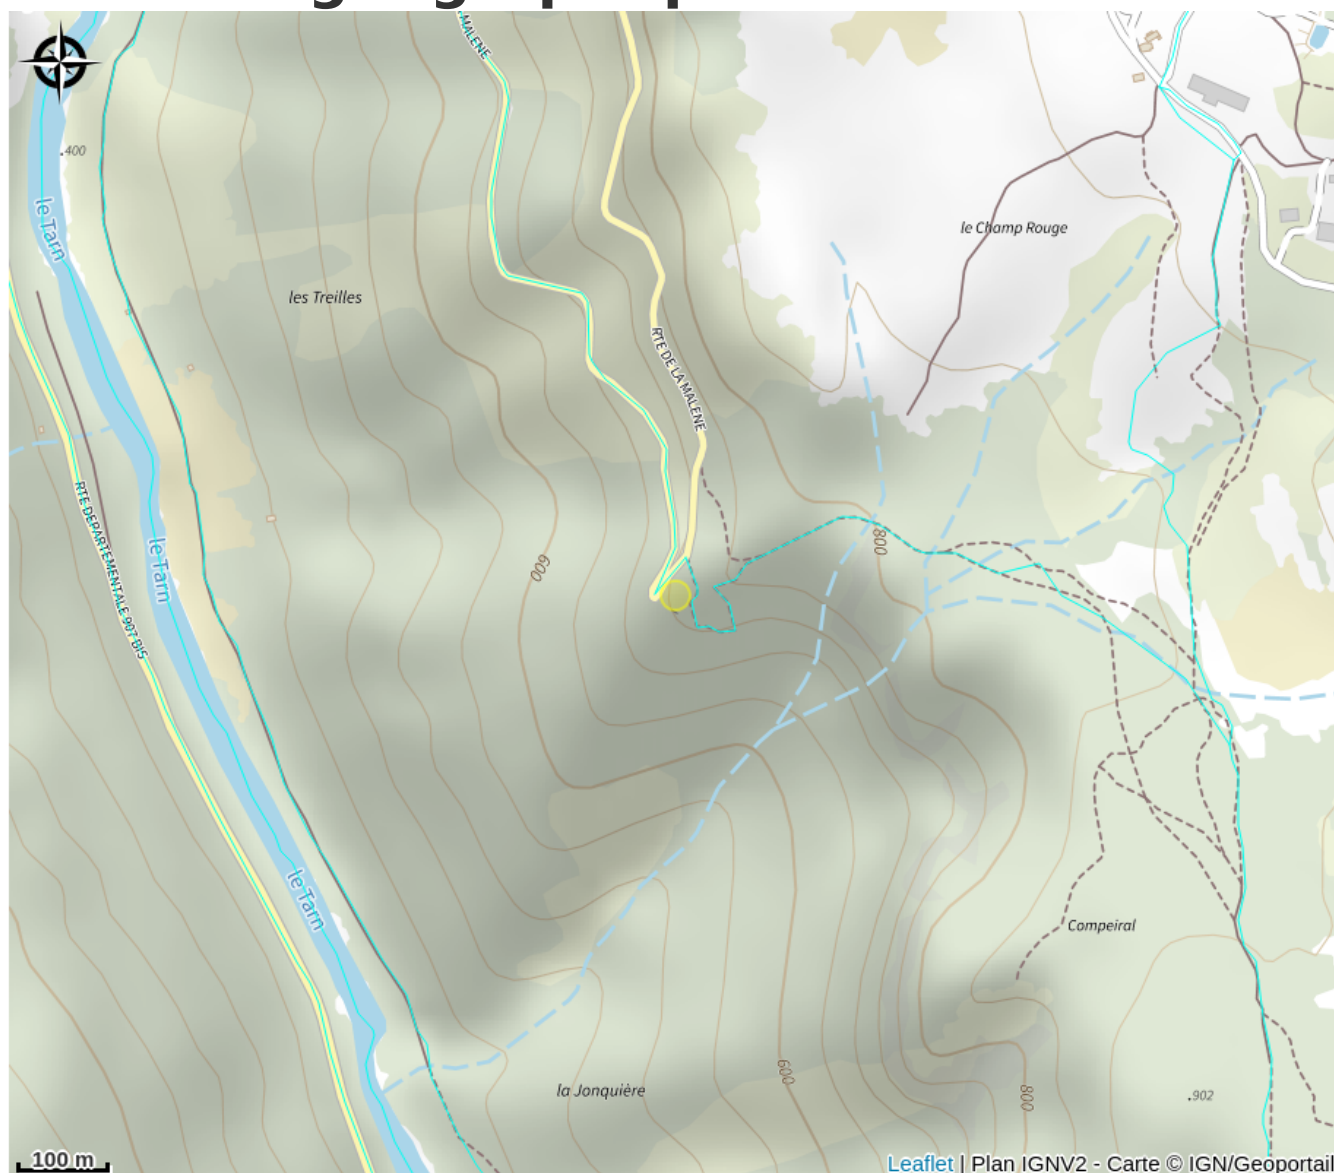 MALENE
.400
le Tarn
le Champ Rouge
les Treilles
RTE DE LA MALENE
RTE DEPARTEMENTALE 907 BIS
le Tarn
600
800
le Tarn
Compeiral
600
800
la Jonquière
.902
100 m
Leaflet | Plan IGNV2 - Carte © IGN/Geoportail